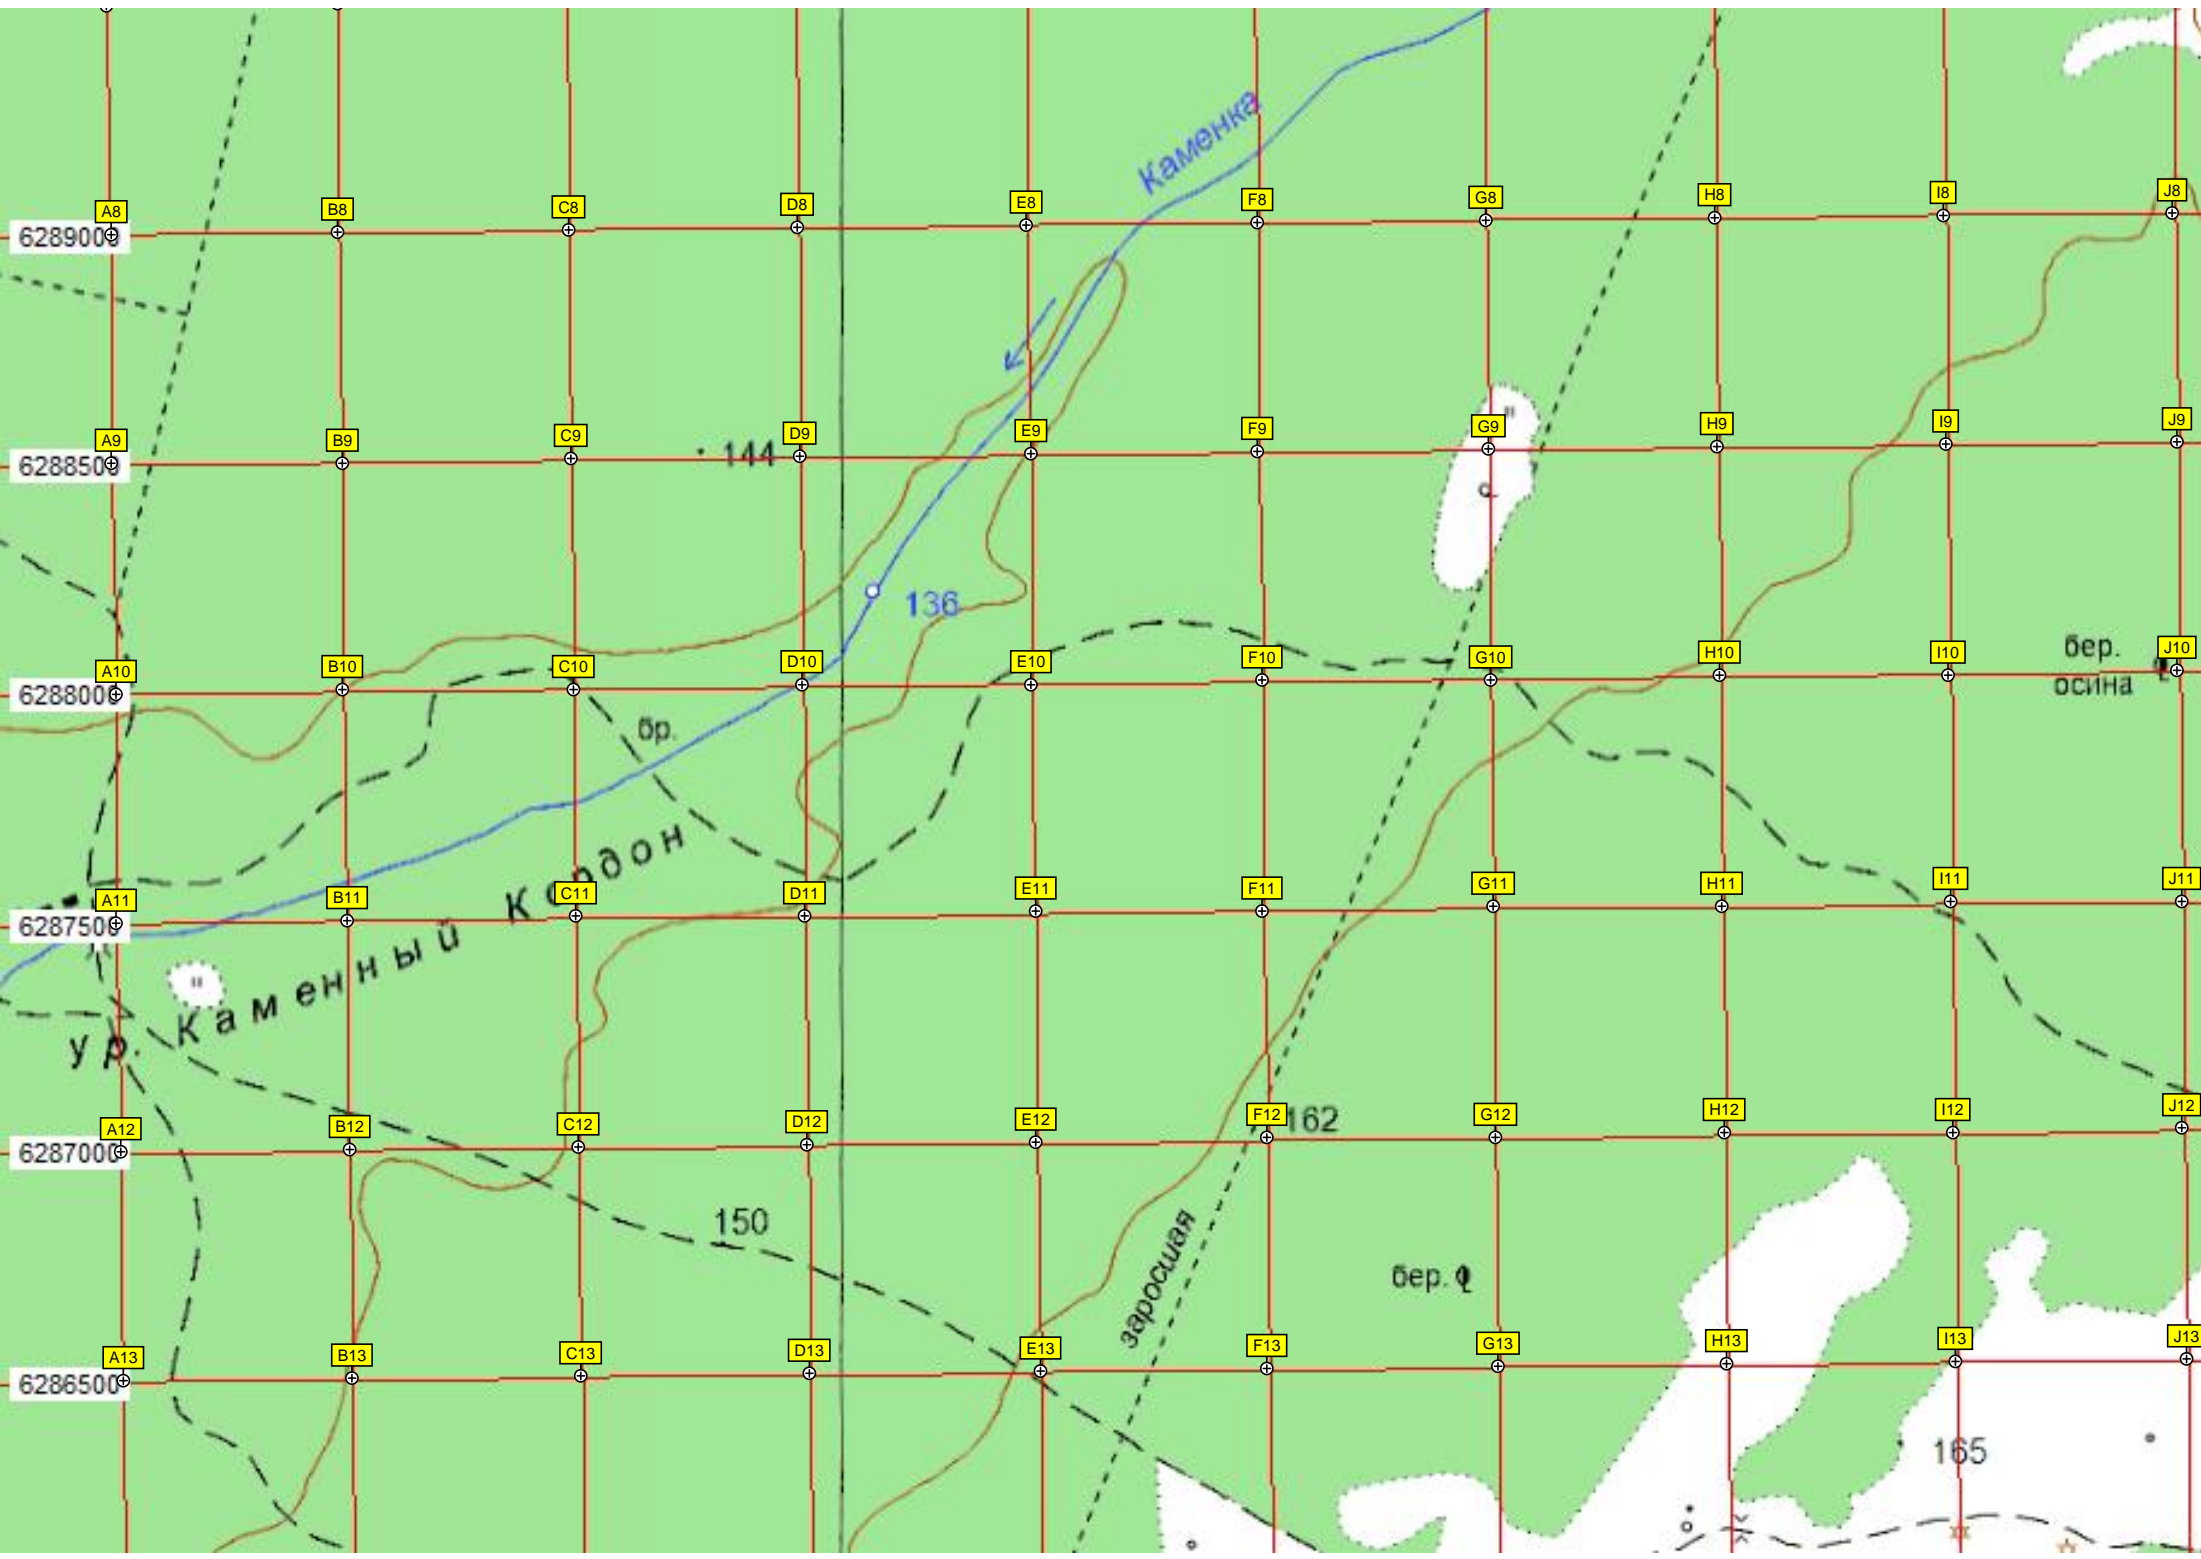 Каменка
A8 B8 C8 D8 E8 F8 G8 H8 I8 J8
6289000
A9 B9 C9 D9 E9 F9 G9 H9 I9 J9
144
6288500
136
A10 B10 C10 D10 E10 F10 G10 H10 I10 J10
бер.
осина
6288000
бр.
A11 B11 C11 D11 E11 F11 G11 H11 I11 J11
6287500
ур. Каменный Кордон
A12 B12 C12 D12 E12 F12 G12 H12 I12 J12
162
6287000
150
заросшая
бер.
A13 B13 C13 D13 E13 F13 G13 H13 I13 J13
6286500
165